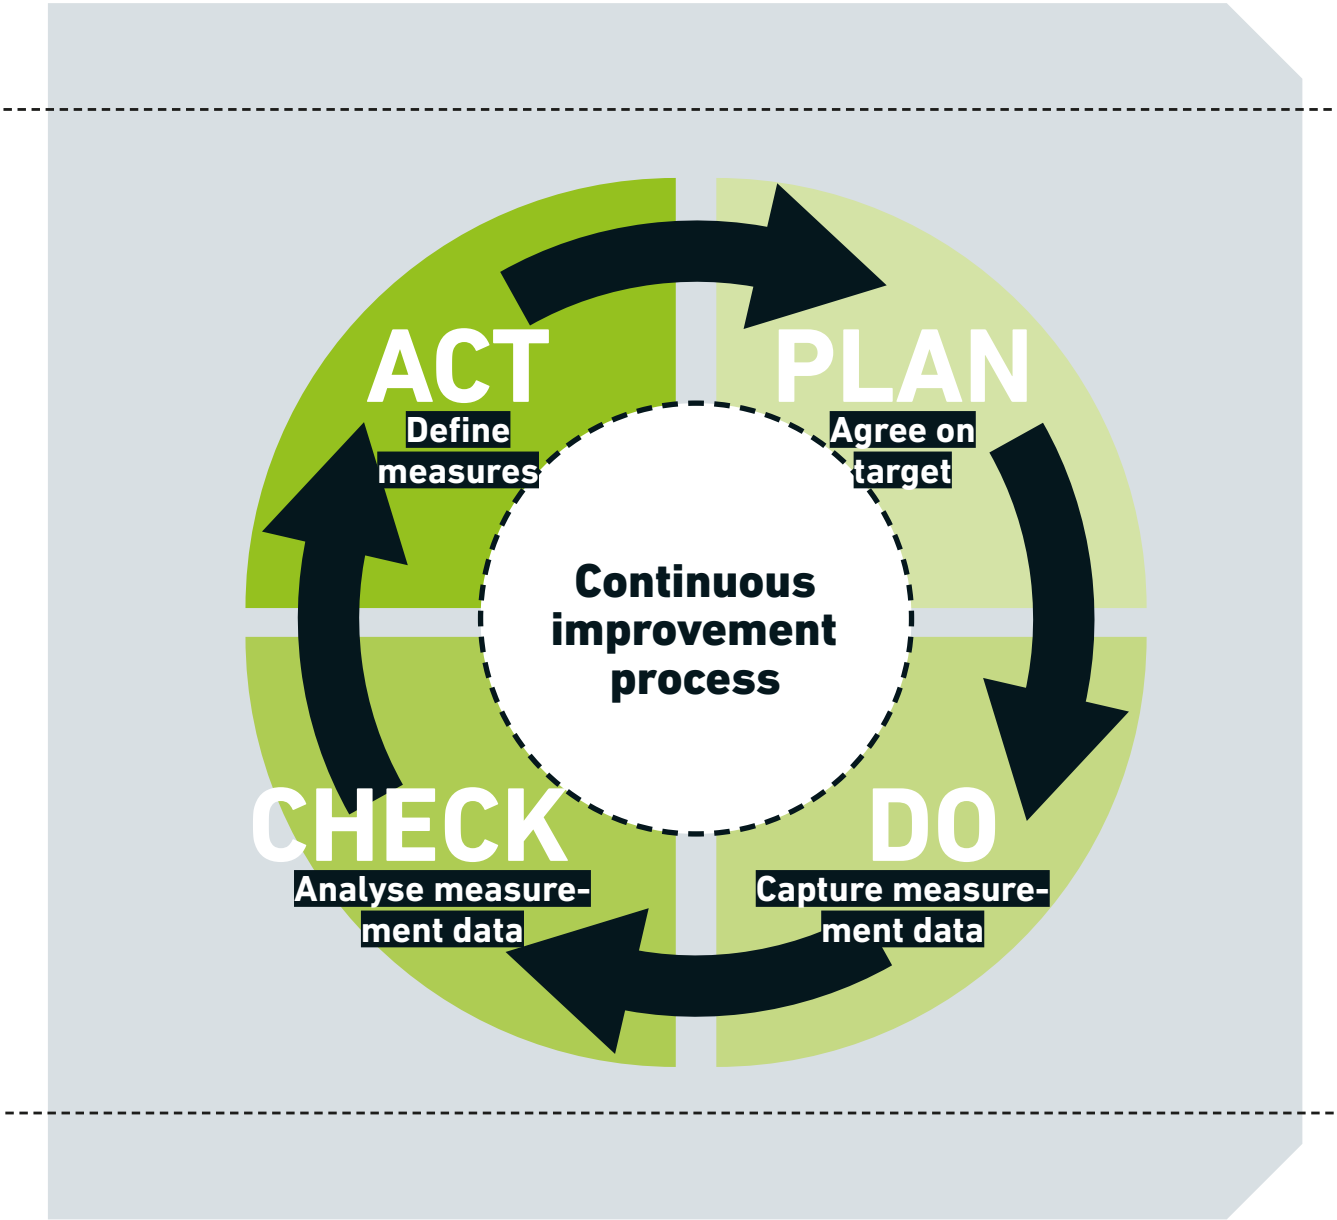 ACT
Define
measures
PLAN
Agree on
target
Continuous
improvement
process
CHECK
Analyse measure-
ment data
DO
Capture measure-
ment data